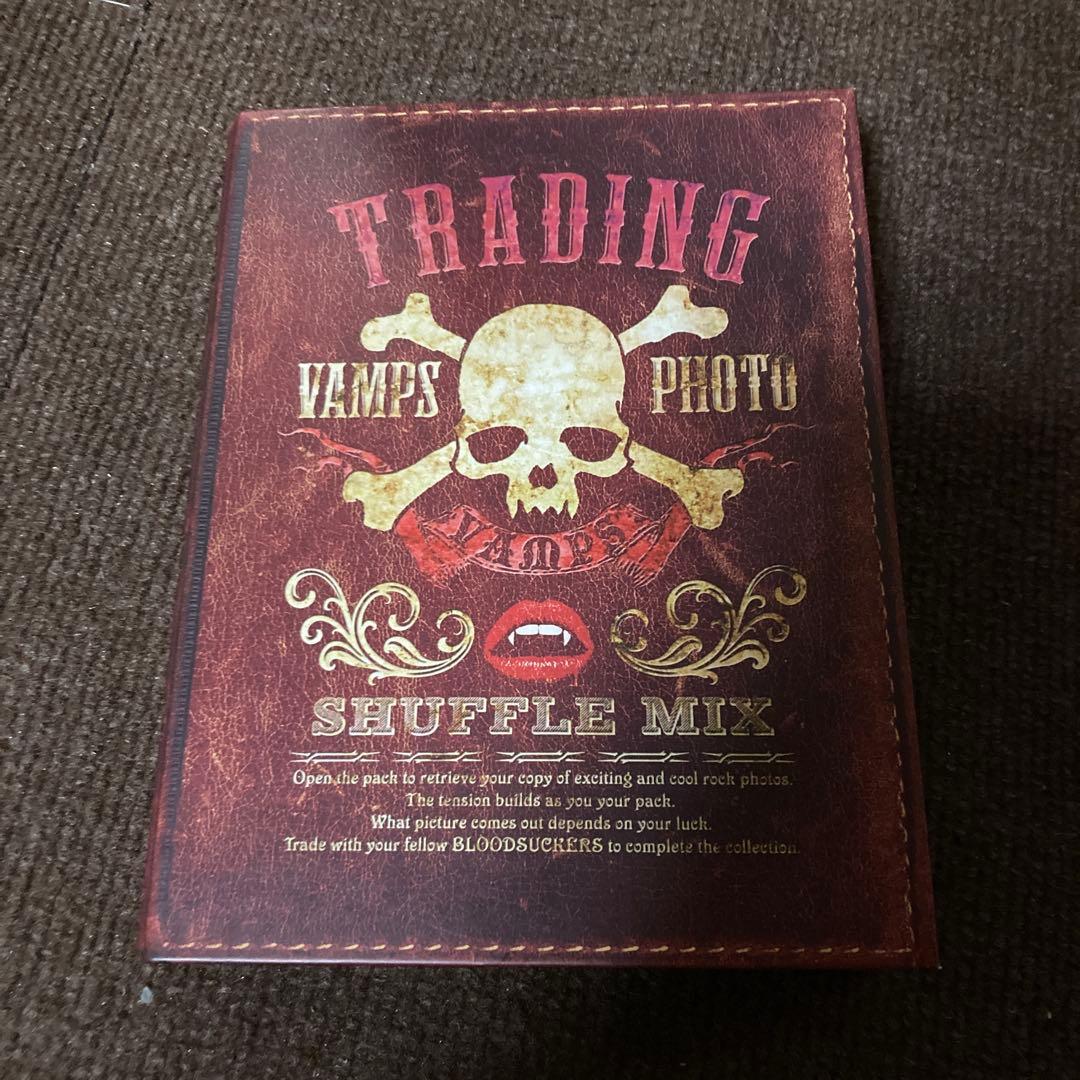 TRADING
VAMPS PHOTO
VAMPS
SHUFFLE MIX
Open the pack to retrieve your copy of exciting and cool rock photos.
The tension builds as you your pack.
What picture comes out depends on your luck.
Trade with your fellow BLOODSUCKERS to complete the collection.